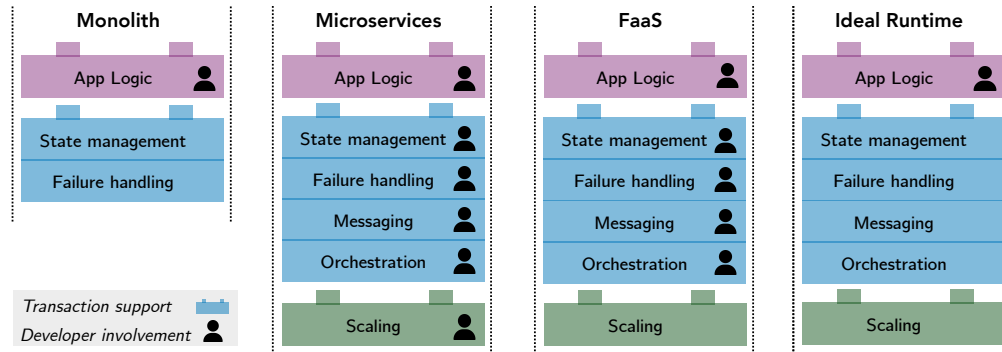 Monolith
App Logic
State management
Failure handling
Transaction support
Developer involvement
Microservices
App Logic
State management
Failure handling
Messaging
Orchestration
Scaling
FaaS
App Logic
State management
Failure handling
Messaging
Orchestration
Scaling
Ideal Runtime
App Logic
State management
Failure handling
Messaging
Orchestration
Scaling